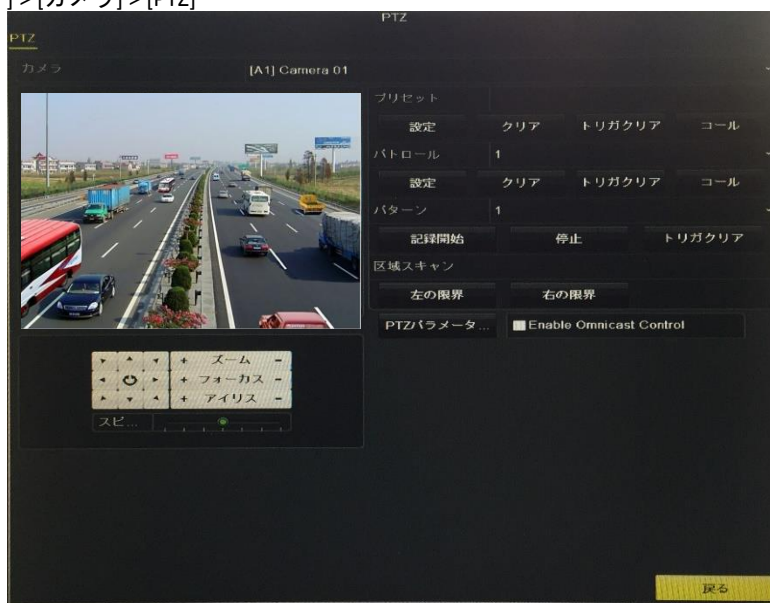 ] > [カメラ] > [PTZ]
PTZ
PTZ
カメラ [A1] Camera 01
プリセット
設定 クリア トリガクリア コール
パトロール 1
設定 クリア トリガクリア コール
パターン 1
記録開始 停止 トリガクリア
区域スキャン
左の限界 右の限界
PTZパラメータ... Enable Omnicast Control
+ ズーム -
+ フォーカス -
+ アイリス -
スピ...
戻る